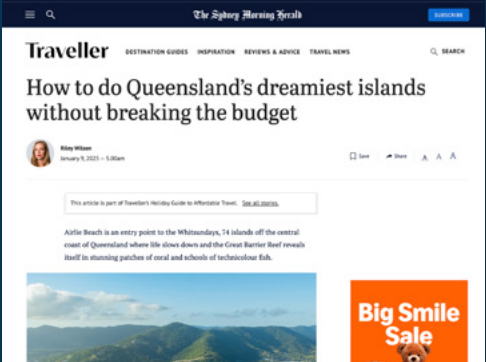 The Sydney Morning Herald
SUBSCRIBE
Traveller
DESTINATION GUIDES INSPIRATION REVIEWS & ADVICE TRAVEL NEWS
SEARCH
How to do Queensland's dreamiest islands
without breaking the budget
Riley Wilson
January 9, 2025 — 5.00am
Save
Share
A A A
This article is part of Traveller's Holiday Guide to Affordable Travel. See all stories.
Airlie Beach is an entry point to the Whitsundays, 74 islands off the central
coast of Queensland where life slows down and the Great Barrier Reef reveals
itself in stunning patches of coral and schools of technicolour fish.
Big Smile
Sale